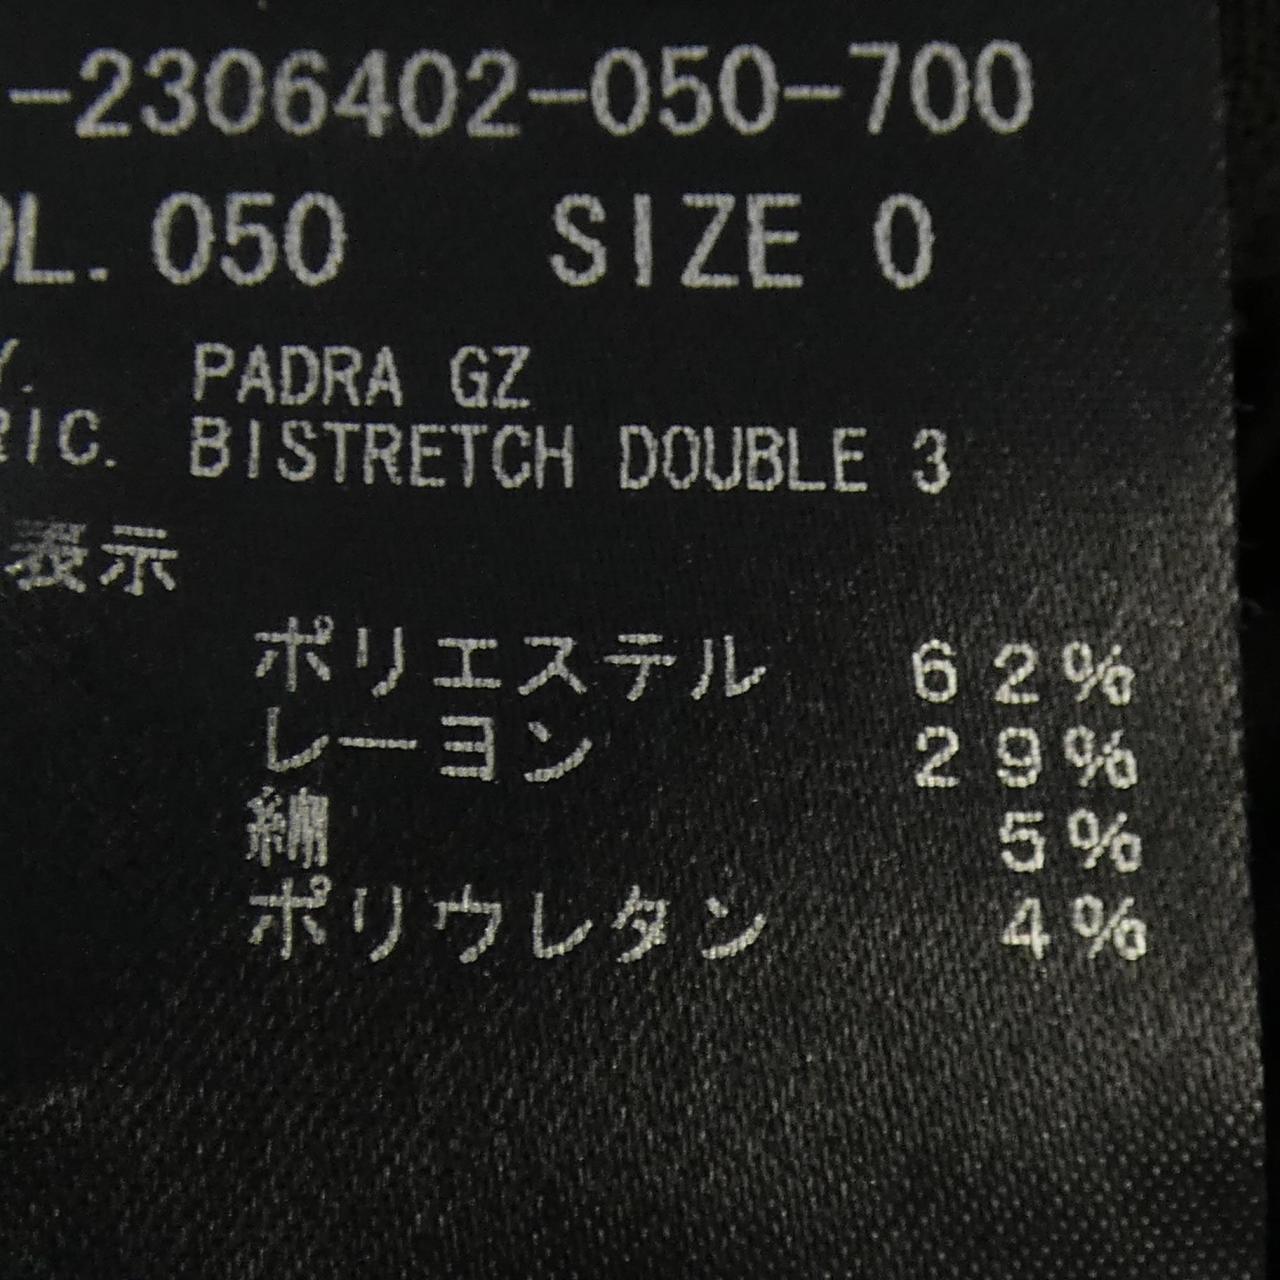 -2306402-050-700
OL. 050 SIZE 0
Y. PADRA GZ
RIC. BISTRETCH DOUBLE 3
表示
ポリエステル 62%
レーヨン 29%
綿 5%
ポリウレタン 4%